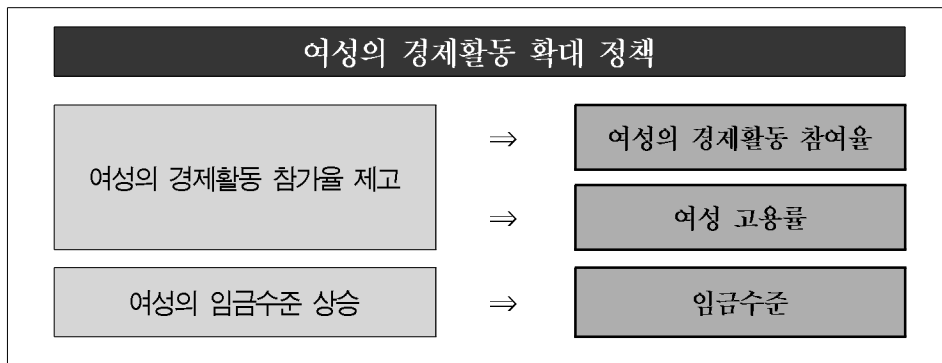 여성의 경제활동 확대 정책
여성의 경제활동 참가율 제고
⇒
여성의 경제활동 참여율
⇒
여성 고용률
여성의 임금수준 상승
⇒
임금수준